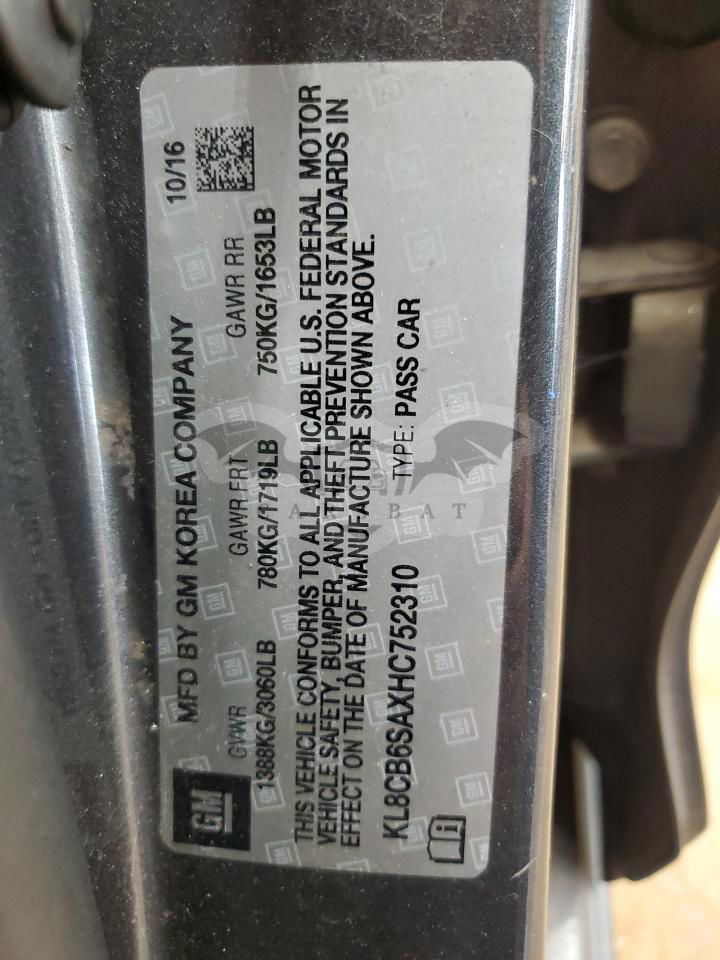 GM
MFD BY GM KOREA COMPANY 10/16
GVWR GAWR FRT GAWR RR
1388KG/3060LB 780KG/1719LB 750KG/1653LB
THIS VEHICLE CONFORMS TO ALL APPLICABLE U.S. FEDERAL MOTOR
VEHICLE SAFETY, BUMPER, AND THEFT PREVENTION STANDARDS IN
EFFECT ON THE DATE OF MANUFACTURE SHOWN ABOVE.
KL8CB6SAXHC752310 TYPE: PASS CAR